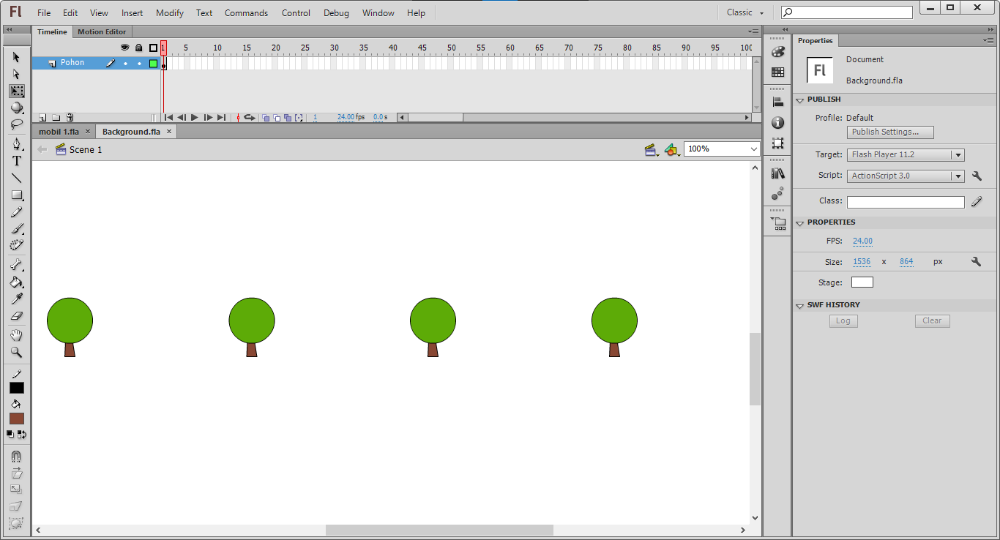 Fl File Edit View Insert Modify Text Commands Control Debug Window Help Classic
Timeline Motion Editor
1 5 10 15 20 25 30 35 40 45 50 55 60 65 70 75 80 85 90 95 100
Pohon
1 24.00 fps 0.0 s
mobil 1.fla × Background.fla ×
Scene 1 100%
T
Properties
Fl
Document
Background.fla
PUBLISH
Profile: Default
Publish Settings...
Target: Flash Player 11.2
Script: ActionScript 3.0
Class:
PROPERTIES
FPS: 24.00
Size: 1536 x 864 px
Stage:
SWF HISTORY
Log Clear